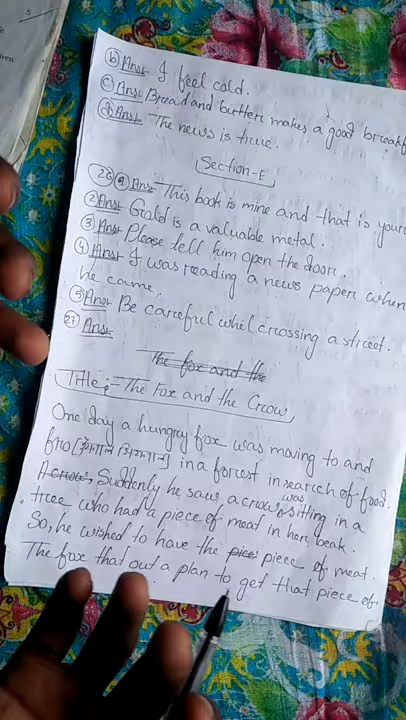 (b) Ans: I feel cold.
(c) Ans: Bread and butter makes a good breakf
(d) Ans: The news is true.
Section-E
(26) (1) Ans: This book is mine and that is your
(2) Ans: Gold is a valuable metal.
(3) Ans: Please tell him open the door.
(4) Ans: I was reading a news paper when
he came.
(5) Ans: Be careful whil crossing a street.
(27) Ans:
The fox and the
Title:- The Fox and the Crow
One day a hungry fox was moving to and
fro in a forest in search of food.
A crow, Suddenly he saw a crow was sitting in a
tree who had a piece of meat in her beak.
So, he wished to have the pice piece of meat.
The fox that out a plan to get that piece of